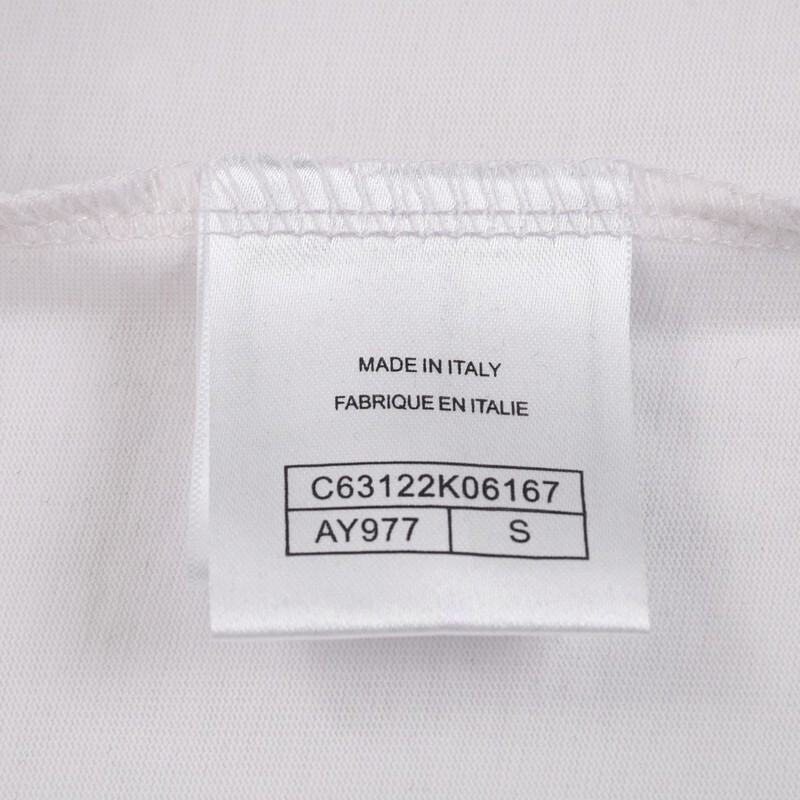 MADE IN ITALY
FABRIQUE EN ITALIE
C63122K06167
AY977 S